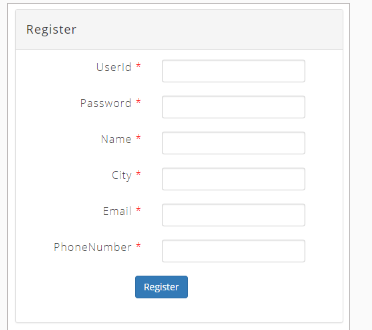 Register
UserId *
Password *
Name *
City *
Email *
PhoneNumber *
Register